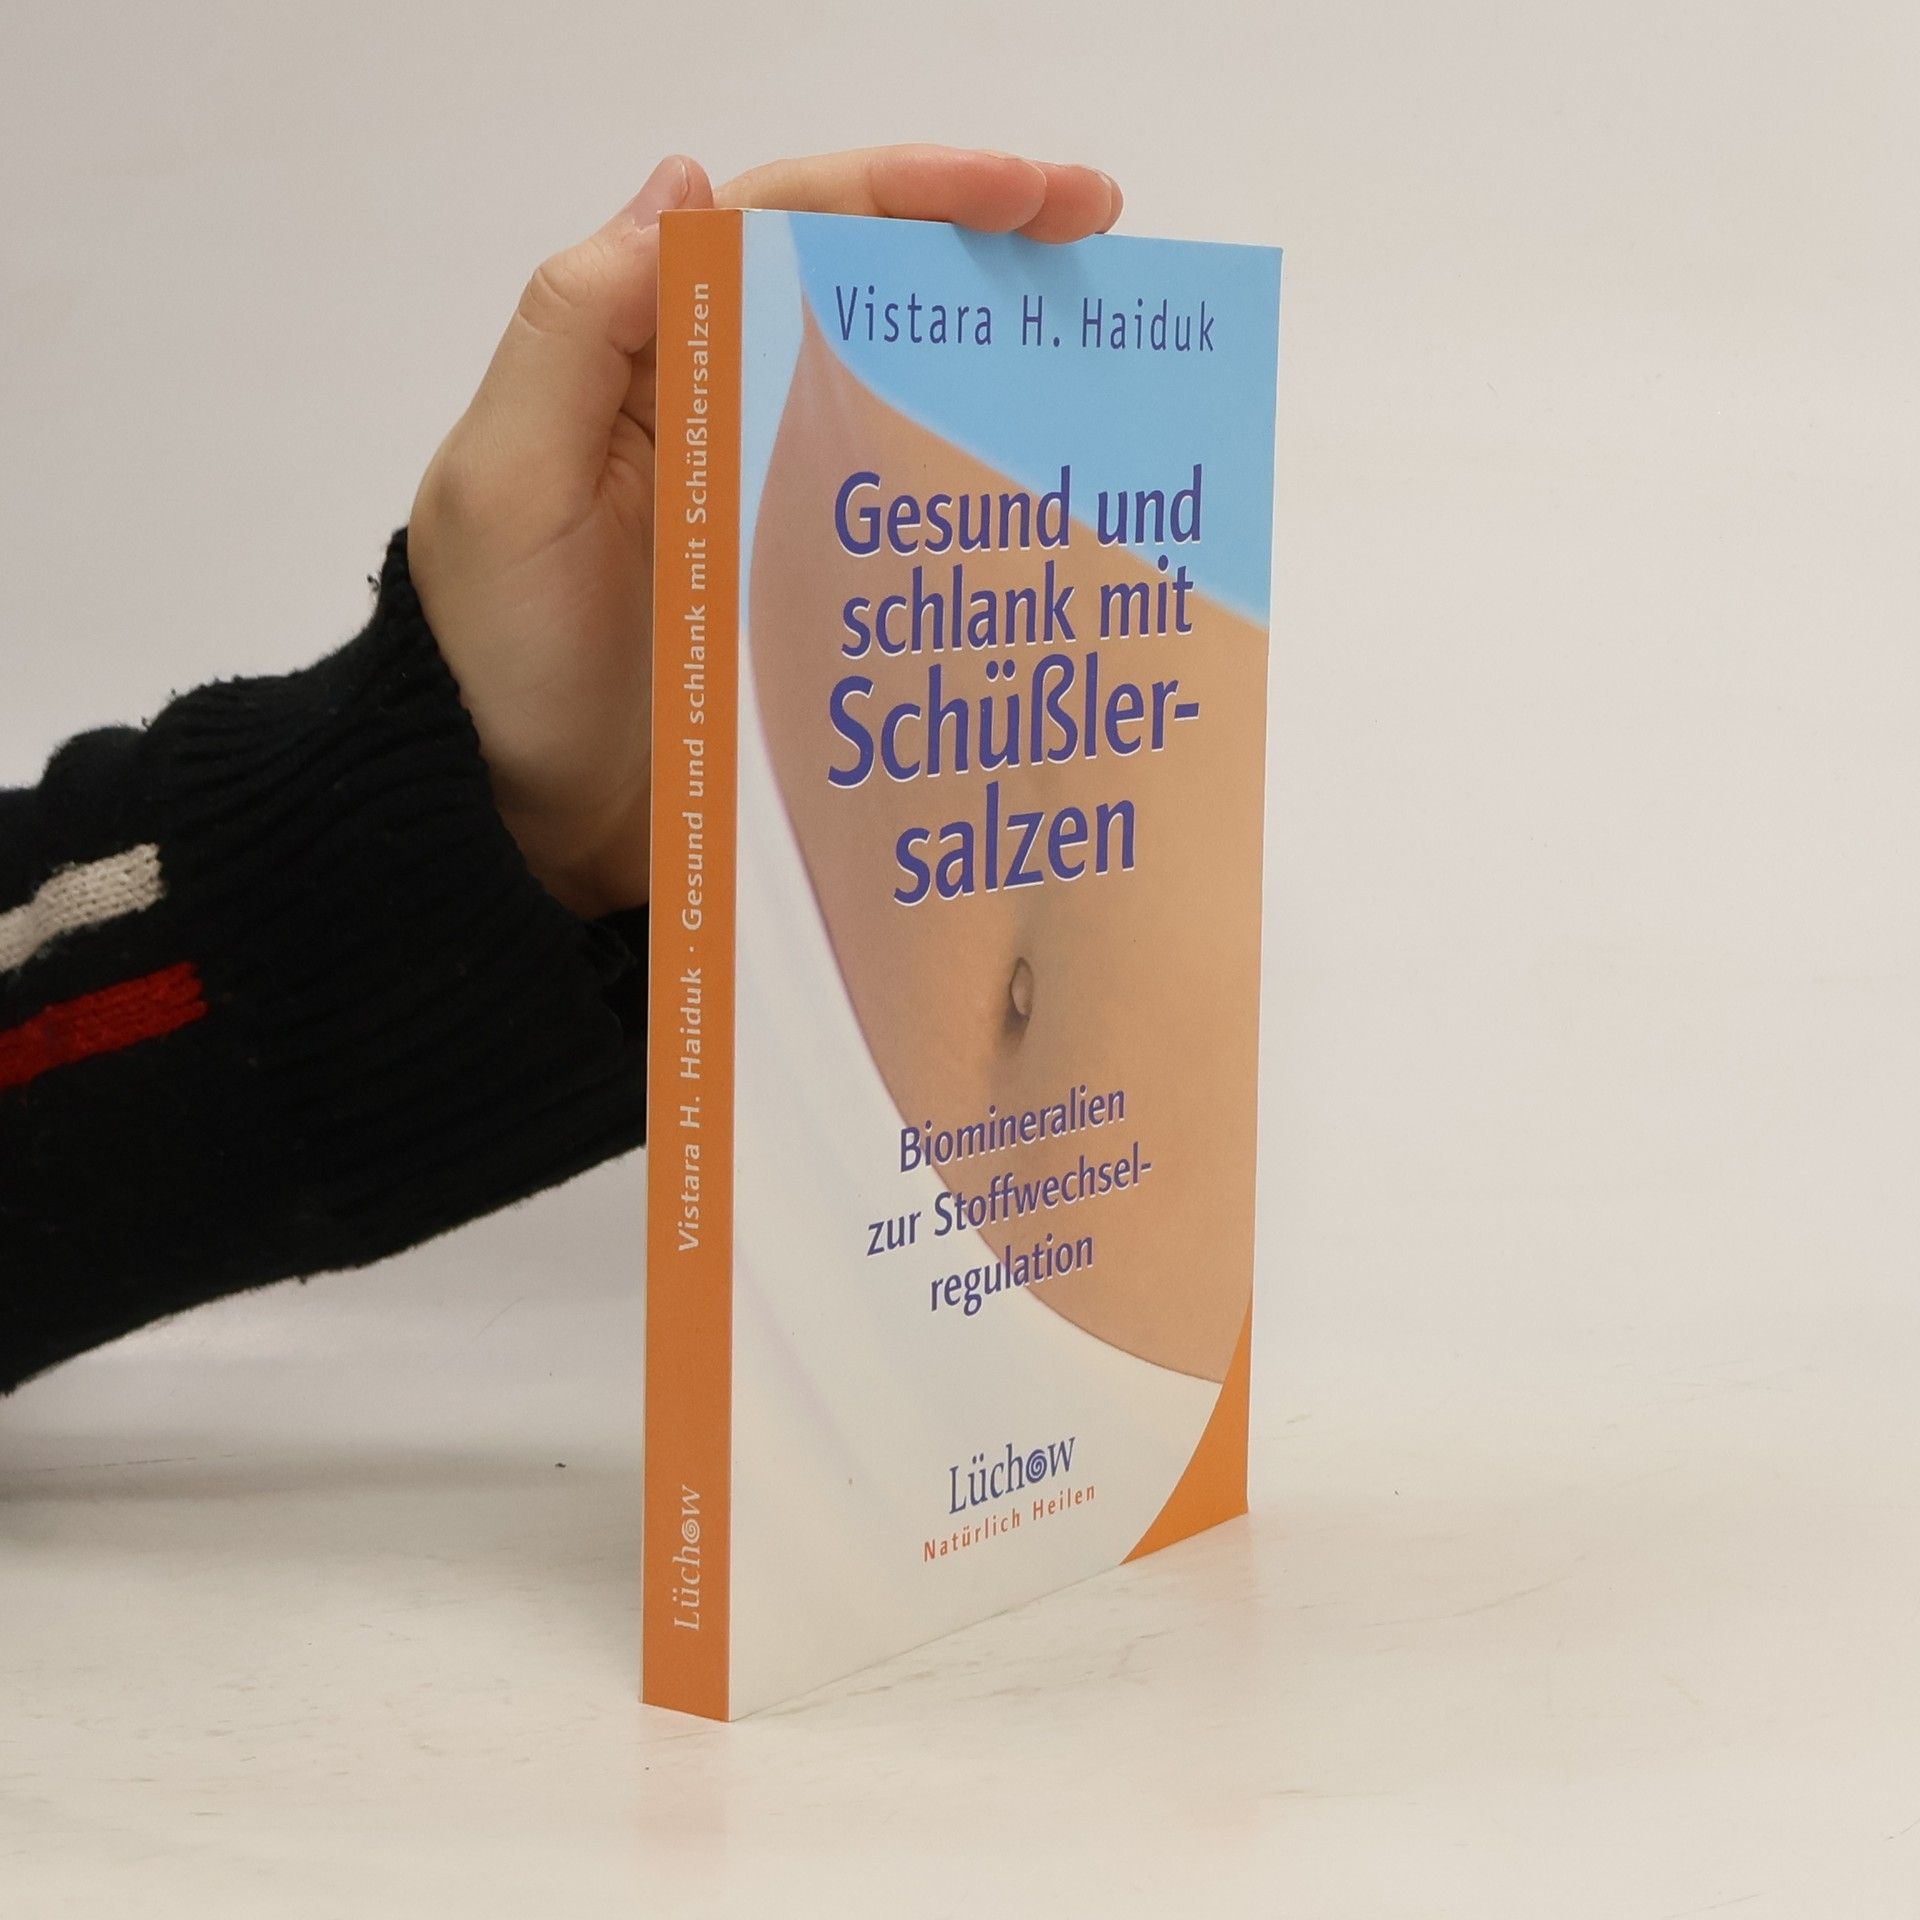 Vistara H. Haiduk · Gesund und schlank mit Schüßlersalzen
Lüchow
Vistara H. Haiduk
Gesund und
schlank mit
Schüßler-
salzen
Biomineralien
zur Stoffwechsel-
regulation
Lüchow
Natürlich Heilen